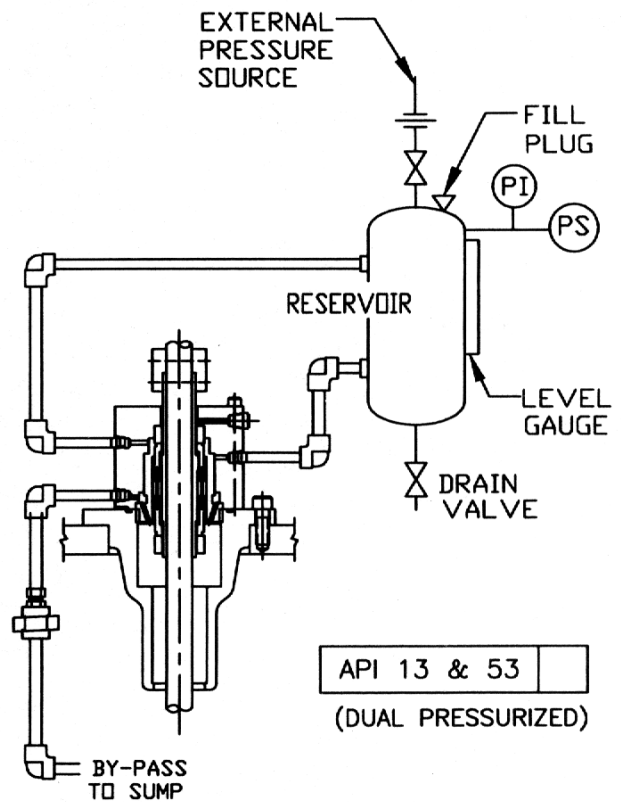 EXTERNAL
PRESSURE
SOURCE
FILL
PLUG
PI
PS
RESERVOIR
LEVEL
GAUGE
DRAIN
VALVE
API 13 & 53
(DUAL PRESSURIZED)
BY-PASS
TO SUMP